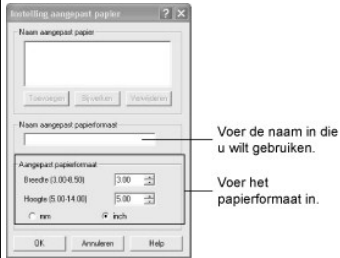 Instelling aangepast papier
Naam aangepast papier
Toevoegen Bijwerken Verwijderen
Naam aangepast papierformaat
Voer de naam in die
u wilt gebruiken.
Aangepast papierformaat
Breedte (3.00-8.50) 3.00
Hoogte (5.00-14.00) 5.00
mm inch
Voer het
papierformaat in.
OK Annuleren Help